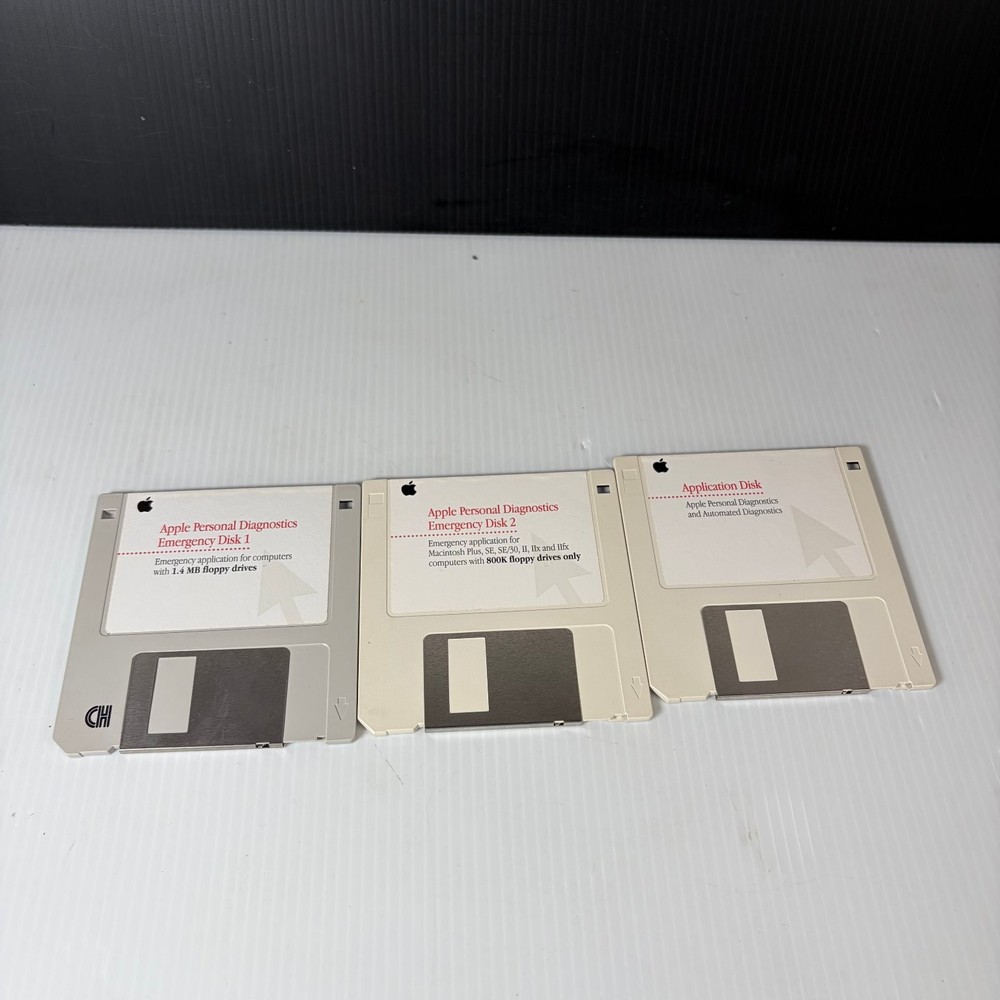 Apple Personal Diagnostics
Emergency Disk 1
Emergency application for computers
with 1.4 MB floppy drives
CH
Apple Personal Diagnostics
Emergency Disk 2
Emergency application for
Macintosh Plus, SE, SE/30, II, IIx and IIfx
computers with 800K floppy drives only
Application Disk
Apple Personal Diagnostics
and Automated Diagnostics